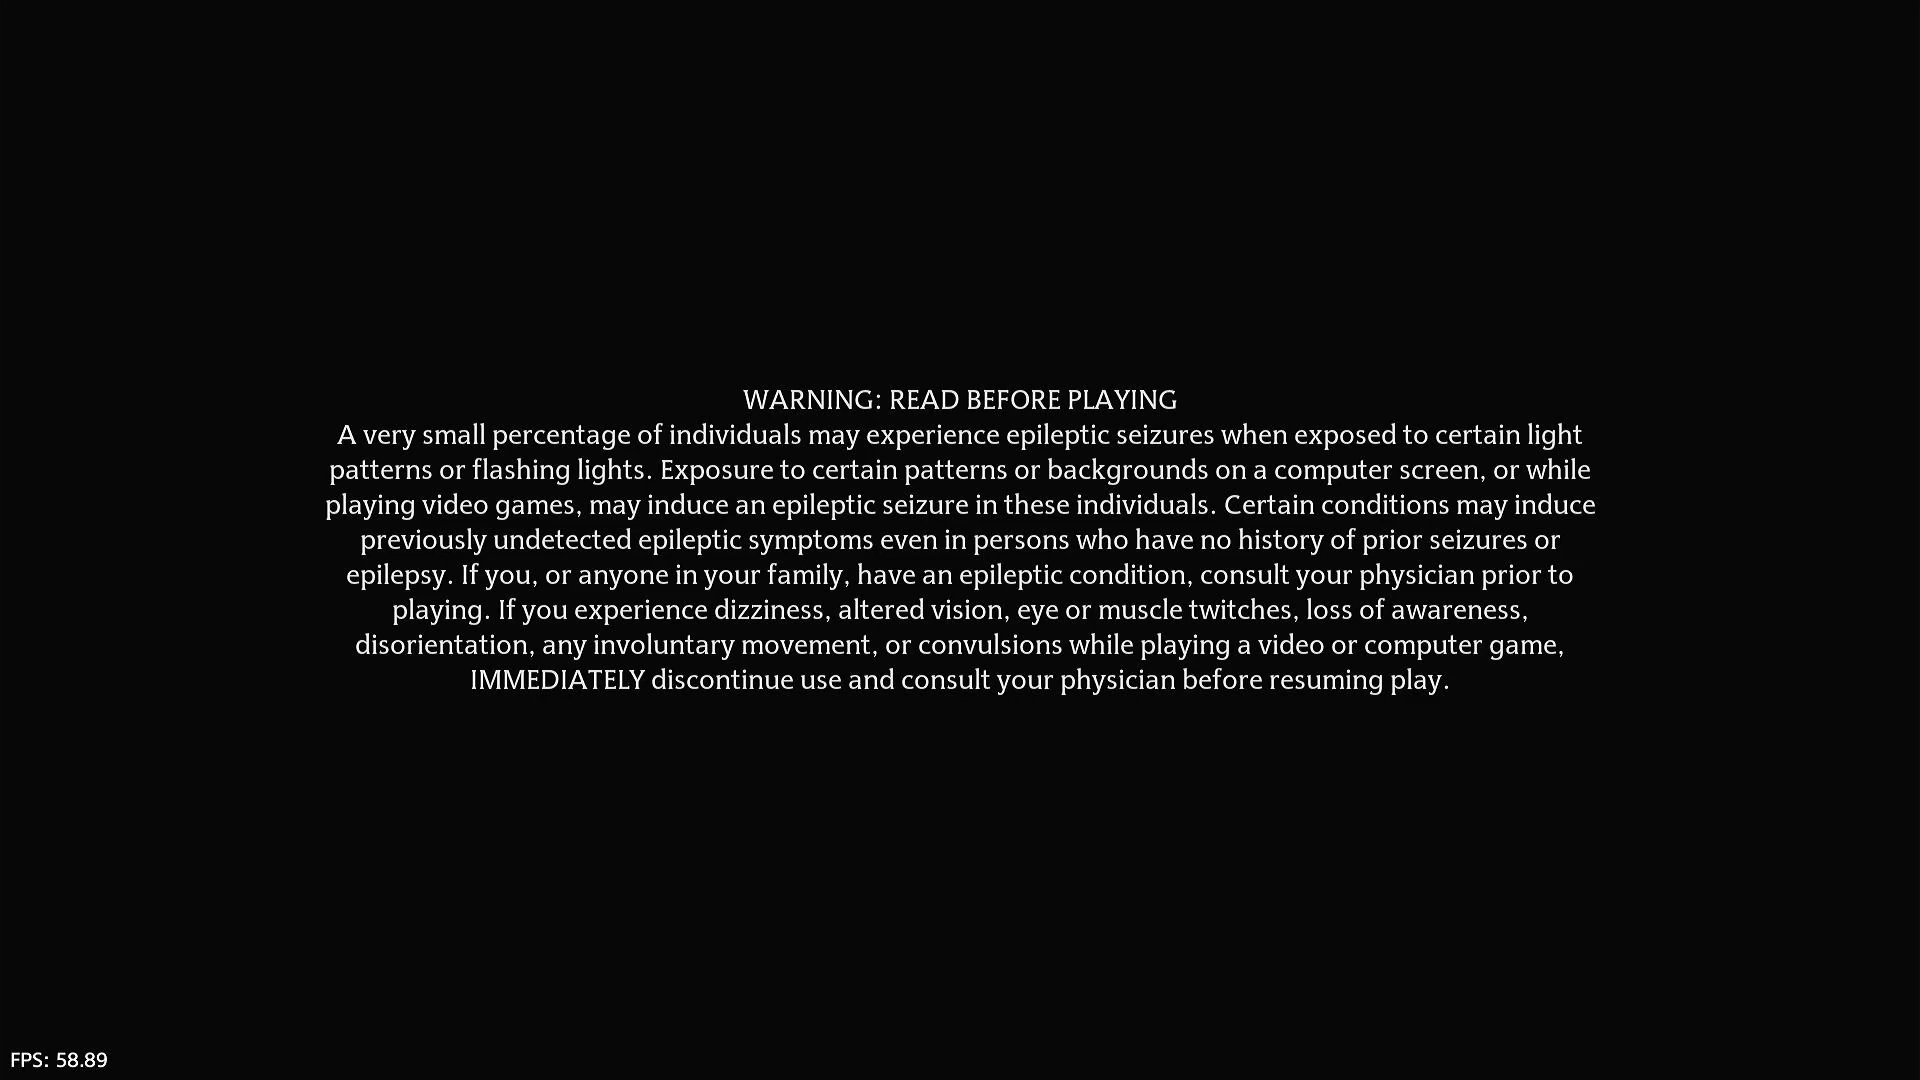 WARNING: READ BEFORE PLAYING
A very small percentage of individuals may experience epileptic seizures when exposed to certain light
patterns or flashing lights. Exposure to certain patterns or backgrounds on a computer screen, or while
playing video games, may induce an epileptic seizure in these individuals. Certain conditions may induce
previously undetected epileptic symptoms even in persons who have no history of prior seizures or
epilepsy. If you, or anyone in your family, have an epileptic condition, consult your physician prior to
playing. If you experience dizziness, altered vision, eye or muscle twitches, loss of awareness,
disorientation, any involuntary movement, or convulsions while playing a video or computer game,
IMMEDIATELY discontinue use and consult your physician before resuming play.
FPS: 58.89